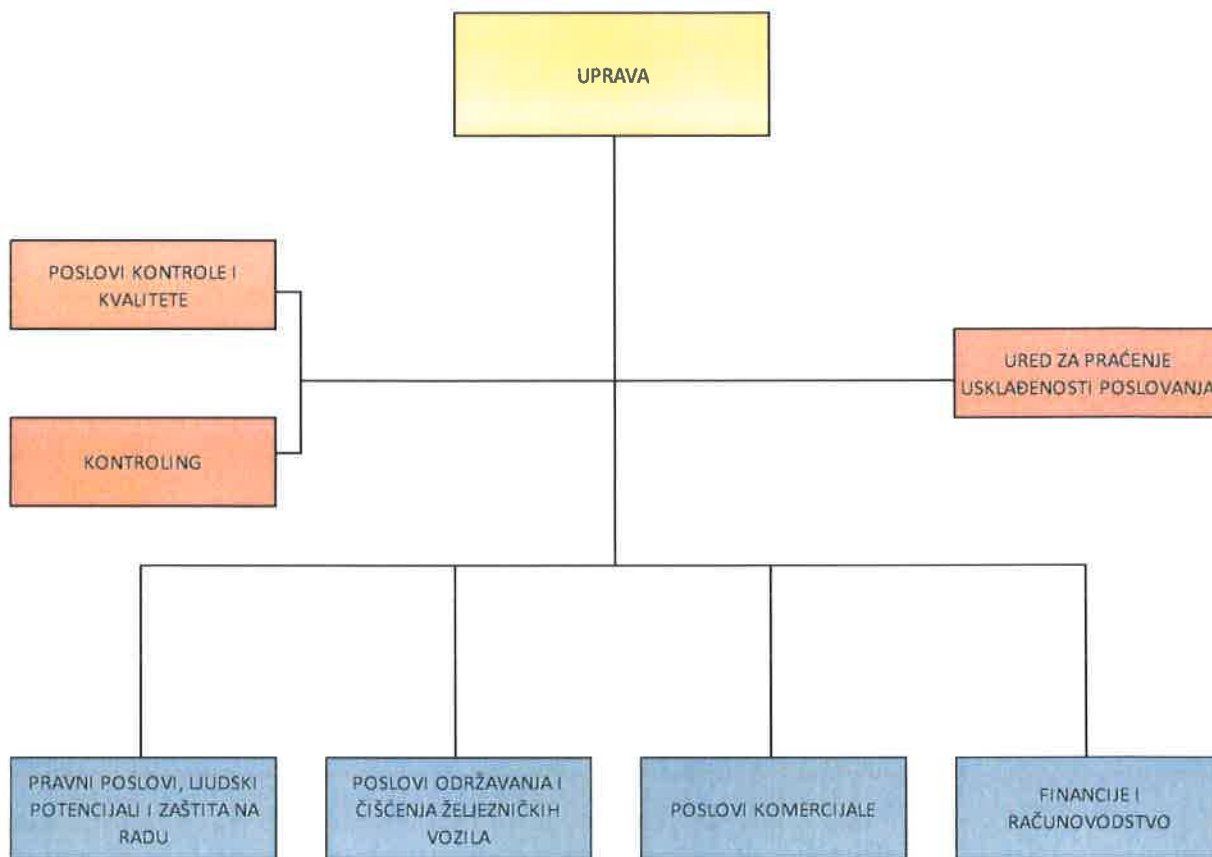 UPRAVA
POSLOVI KONTROLE I
KVALITETE
URED ZA PRAĆENJE
USKLAĐENOSTI POSLOVANJA
KONTROLING
PRAVNI POSLOVI, LJUDSKI
POTENCIJALI I ZAŠTITA NA
RADU
POSLOVI ODRŽAVANJA I
ČIŠĆENJA ŽELJEZNIČKIH
VOZILA
POSLOVI KOMERCIJALE
FINANCIJE I
RAČUNOVODSTVO